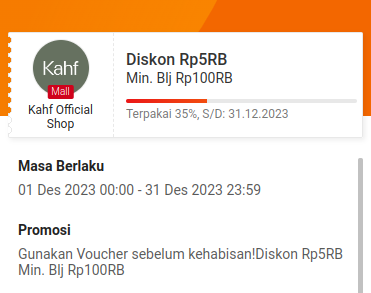 Kahf
Mall
Kahf Official
Shop
Diskon Rp5RB
Min. Blj Rp100RB
Terpakai 35%, S/D: 31.12.2023
Masa Berlaku
01 Des 2023 00:00 - 31 Des 2023 23:59
Promosi
Gunakan Voucher sebelum kehabisan!Diskon Rp5RB
Min. Blj Rp100RB